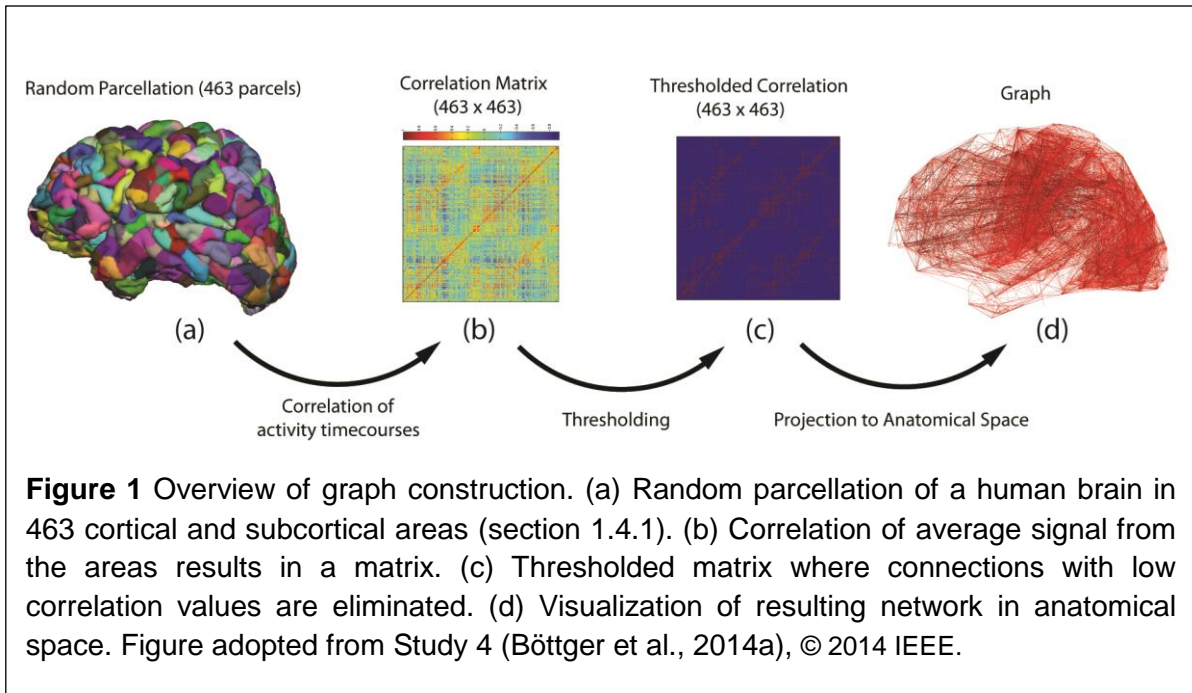 Random Parcellation (463 parcels)
Correlation Matrix
(463 x 463)
Thresholded Correlation
(463 x 463)
Graph
(a)
(b)
(c)
(d)
Correlation of
activity timecourses
Thresholding
Projection to Anatomical Space
Figure 1 Overview of graph construction. (a) Random parcellation of a human brain in
463 cortical and subcortical areas (section 1.4.1). (b) Correlation of average signal from
the areas results in a matrix. (c) Thresholded matrix where connections with low
correlation values are eliminated. (d) Visualization of resulting network in anatomical
space. Figure adopted from Study 4 (Böttger et al., 2014a), © 2014 IEEE.